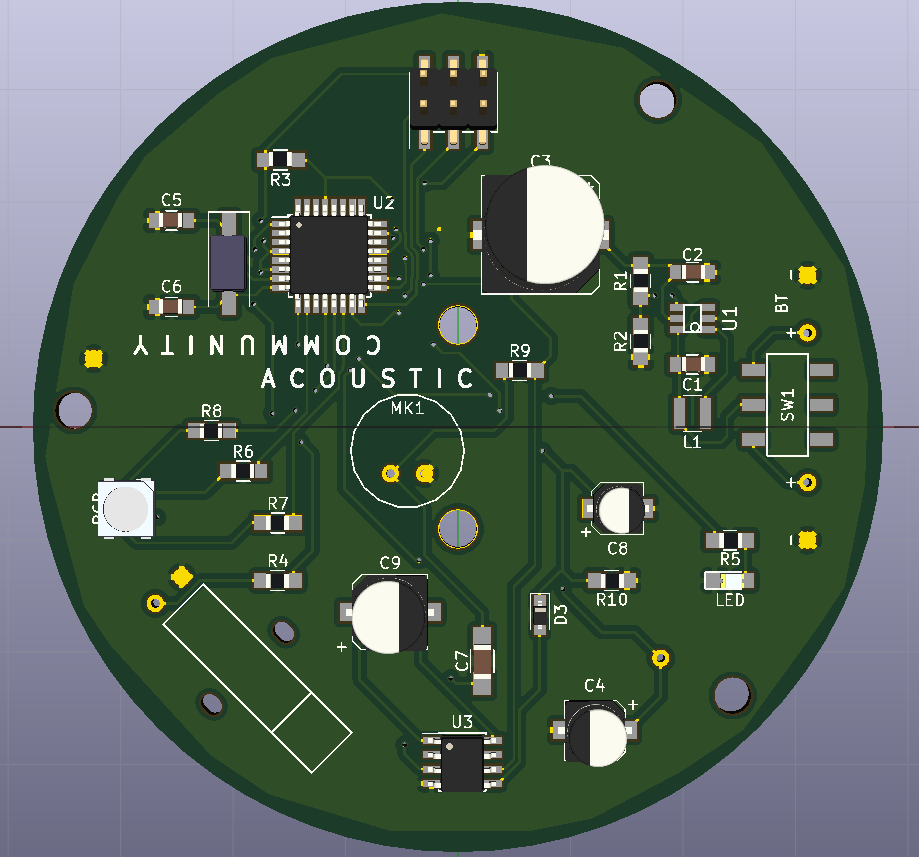 C3
R3
C5
U2
C2
R1
−
BT
U1
C6
+
R2
COMMUNITY
R9
ACOUSTIC
C1
SW1
MK1
R8
L1
R6
+
R7
+
C8
−
R5
R4
C9
R10
LED
D3
+
C7
C4
+
U3